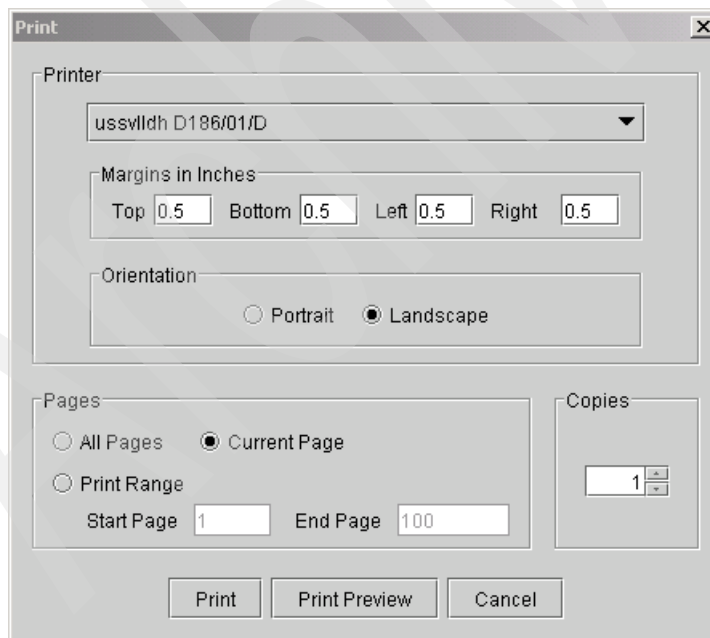 Print
Printer
ussvlldh D186/01/D
Margins in Inches
Top 0.5 Bottom 0.5 Left 0.5 Right 0.5
Orientation
Portrait Landscape
Pages
All Pages Current Page
Print Range
Start Page 1 End Page 100
Copies
1
Print Print Preview Cancel